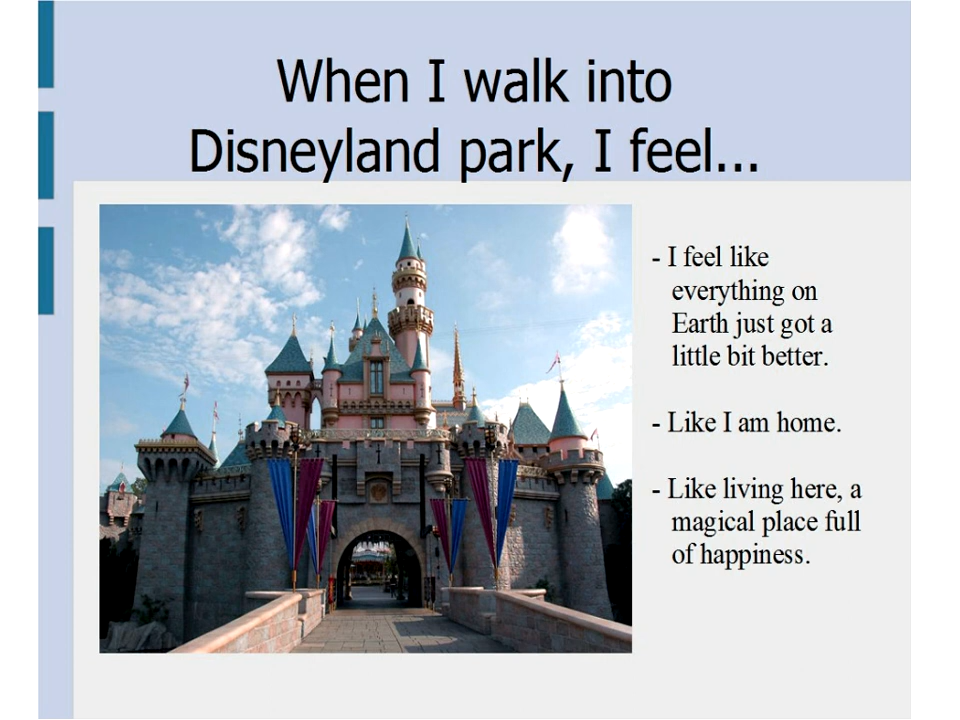 When I walk into
Disneyland park, I feel...
- I feel like
everything on
Earth just got a
little bit better.
- Like I am home.
- Like living here, a
magical place full
of happiness.